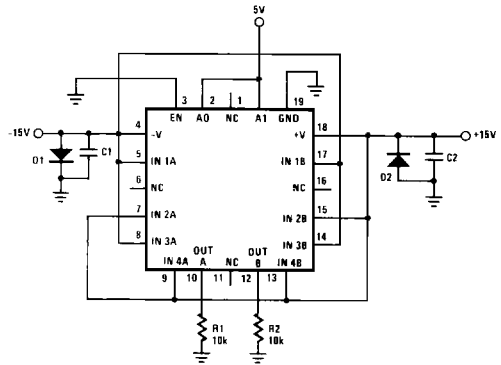 5V
3 2 1 19
EN A0 NC A1 GND
-15V 4 -V +V 18 +15V
D1 C1 5 IN 1A IN 1B 17 D2 C2
6 NC NC 16
7 IN 2A IN 2B 15
8 IN 3A IN 3B 14
OUT OUT
IN 4A A NC B IN 4B
9 10 11 12 13
R1 R2
10k 10k